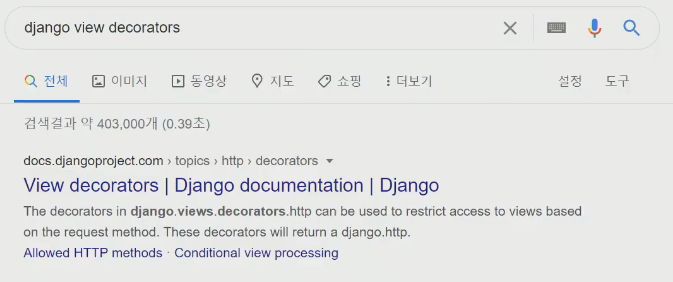 django view decorators
전체 이미지 동영상 지도 쇼핑 더보기 설정 도구
검색결과 약 403,000개 (0.39초)
docs.djangoproject.com › topics › http › decorators
View decorators | Django documentation | Django
The decorators in django.views.decorators.http can be used to restrict access to views based
on the request method. These decorators will return a django.http.
Allowed HTTP methods · Conditional view processing